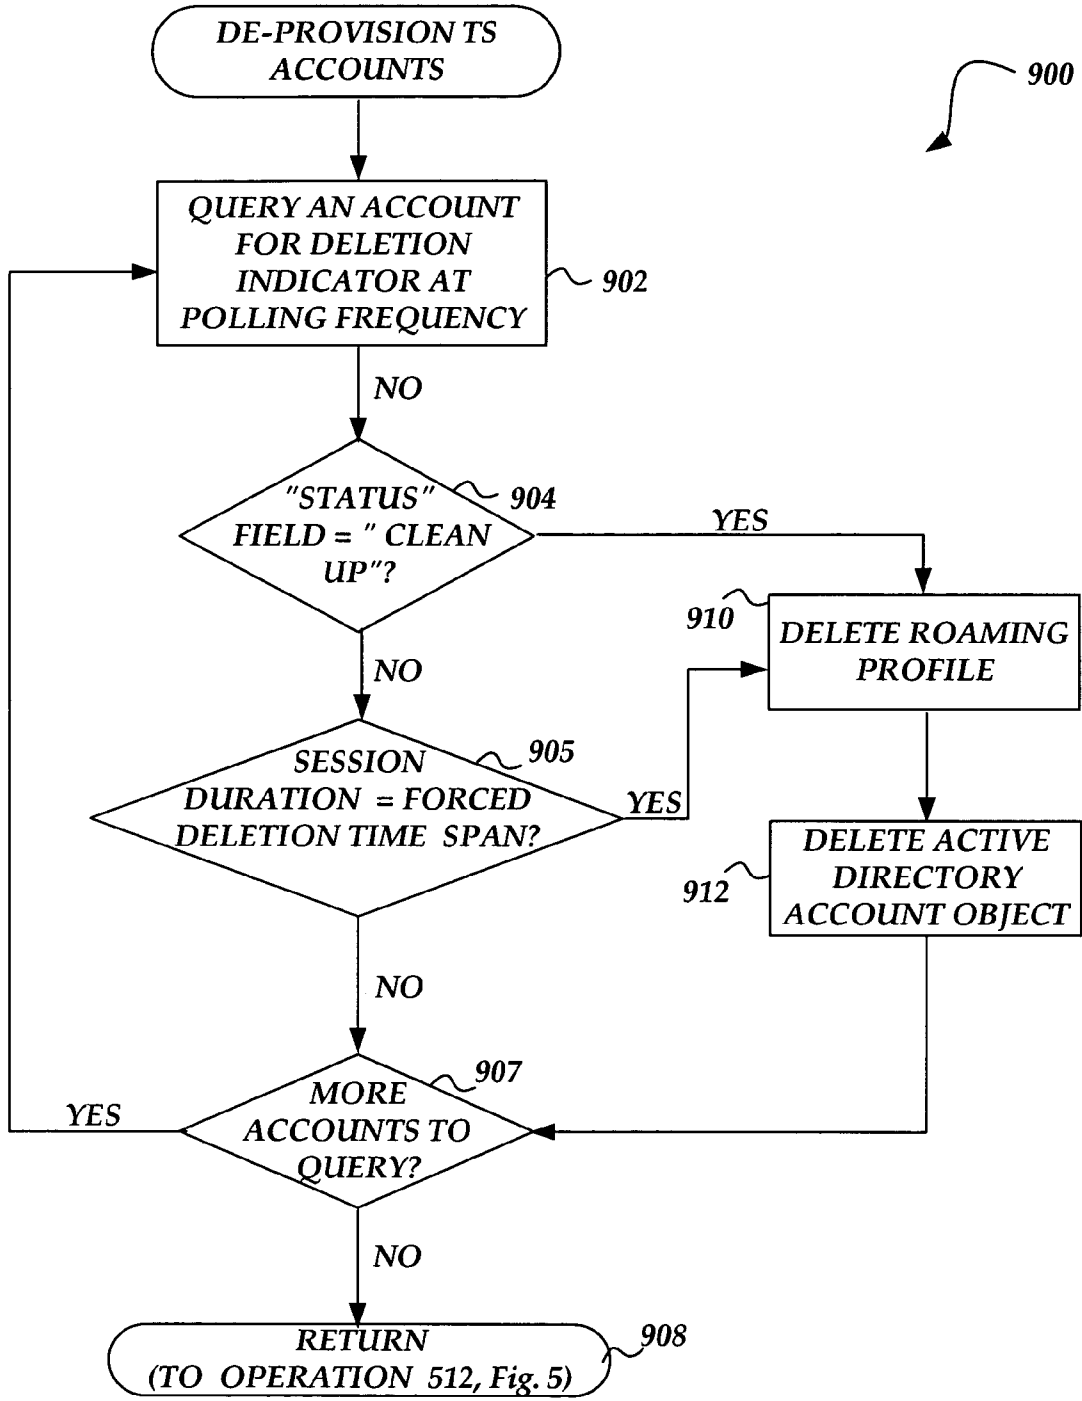 DE-PROVISION TS
ACCOUNTS
900
QUERY AN ACCOUNT
FOR DELETION
INDICATOR AT
POLLING FREQUENCY
902
NO
"STATUS"
FIELD = " CLEAN
UP"?
904
YES
910
DELETE ROAMING
PROFILE
NO
SESSION
DURATION = FORCED
DELETION TIME SPAN?
905
YES
DELETE ACTIVE
DIRECTORY
ACCOUNT OBJECT
912
NO
MORE
ACCOUNTS TO
QUERY?
907
YES
NO
RETURN
(TO OPERATION 512, Fig. 5)
908